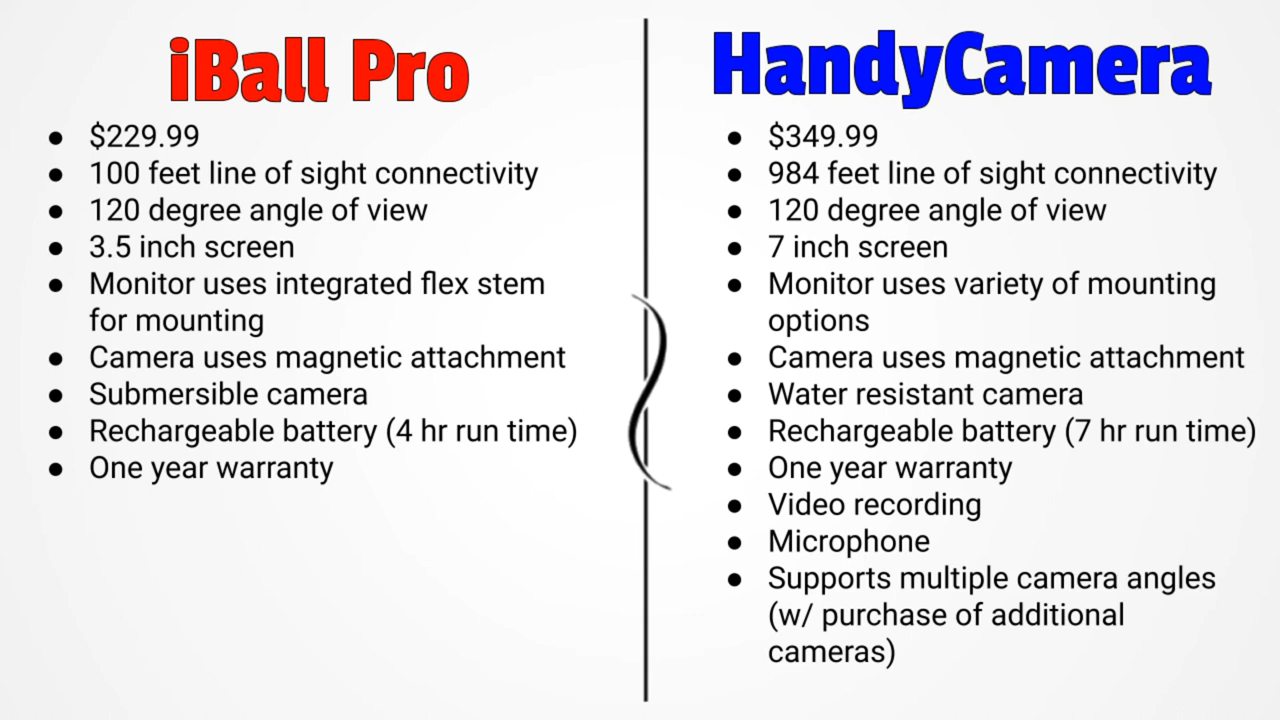 iBall Pro
● $229.99
● 100 feet line of sight connectivity
● 120 degree angle of view
● 3.5 inch screen
● Monitor uses integrated flex stem
for mounting
● Camera uses magnetic attachment
● Submersible camera
● Rechargeable battery (4 hr run time)
● One year warranty
HandyCamera
● $349.99
● 984 feet line of sight connectivity
● 120 degree angle of view
● 7 inch screen
● Monitor uses variety of mounting
options
● Camera uses magnetic attachment
● Water resistant camera
● Rechargeable battery (7 hr run time)
● One year warranty
● Video recording
● Microphone
● Supports multiple camera angles
(w/ purchase of additional
cameras)